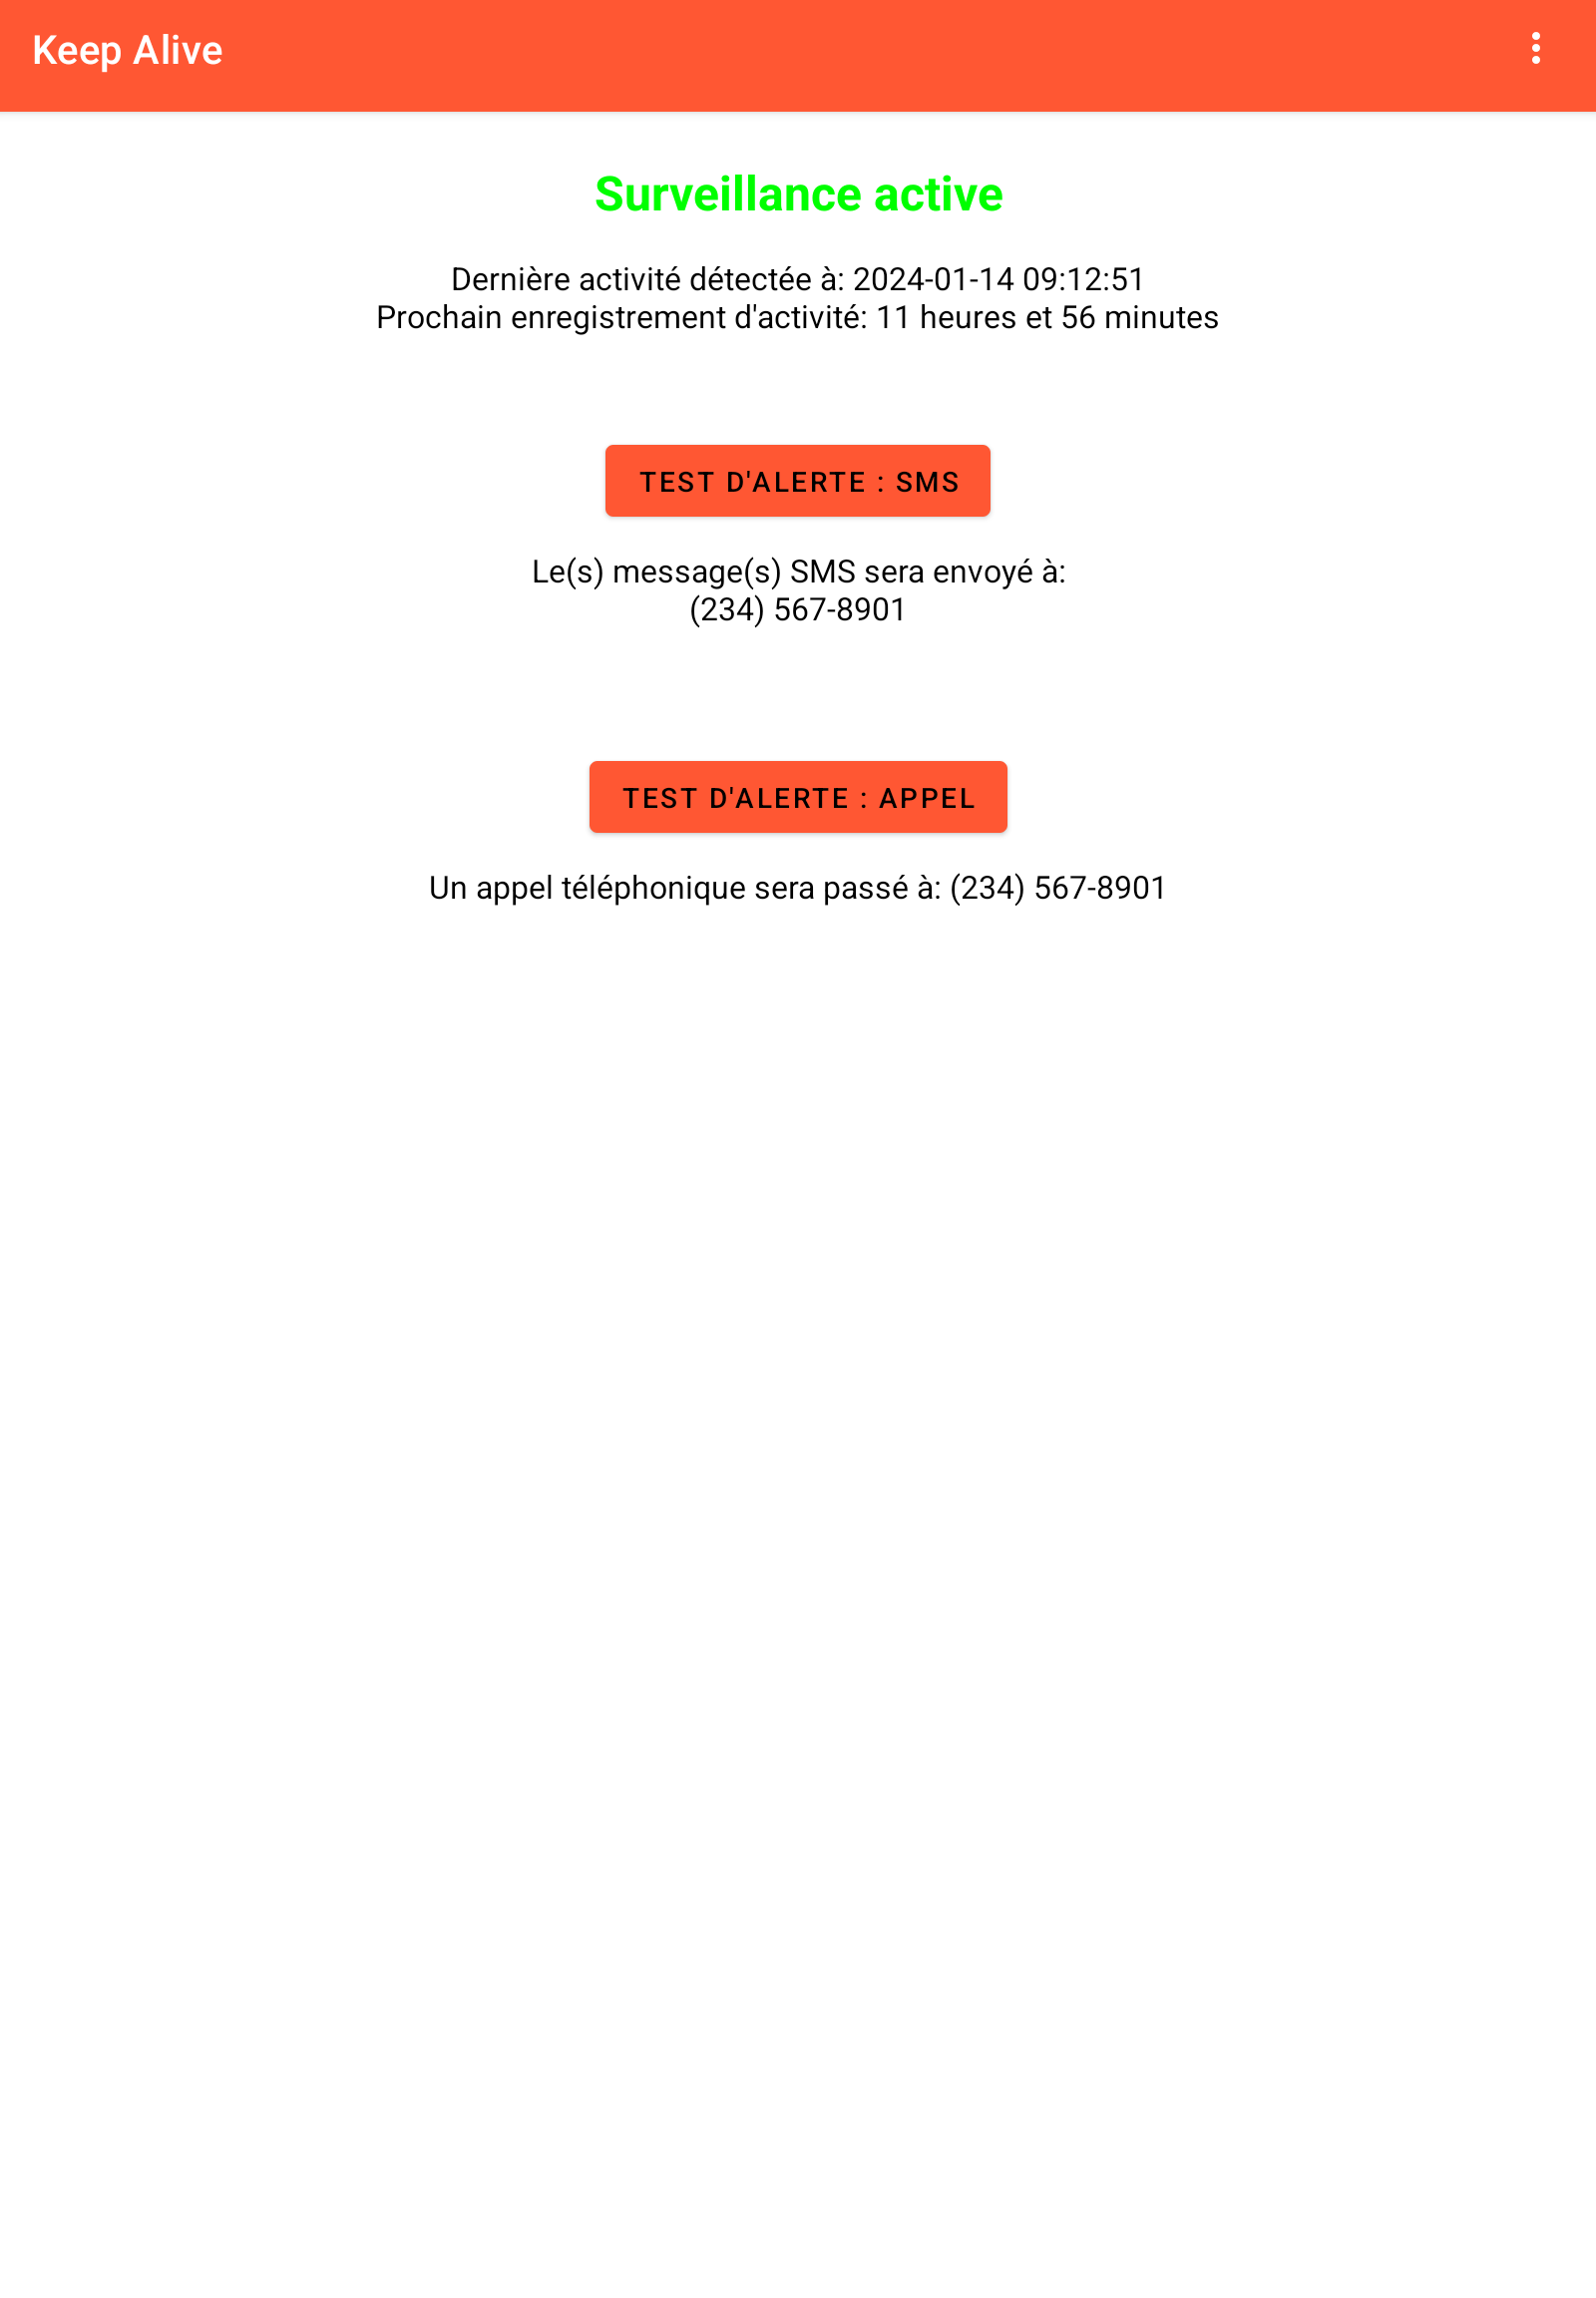 Keep Alive
Surveillance active
Dernière activité détectée à: 2024-01-14 09:12:51
Prochain enregistrement d'activité: 11 heures et 56 minutes
TEST D'ALERTE : SMS
Le(s) message(s) SMS sera envoyé à:
(234) 567-8901
TEST D'ALERTE : APPEL
Un appel téléphonique sera passé à: (234) 567-8901